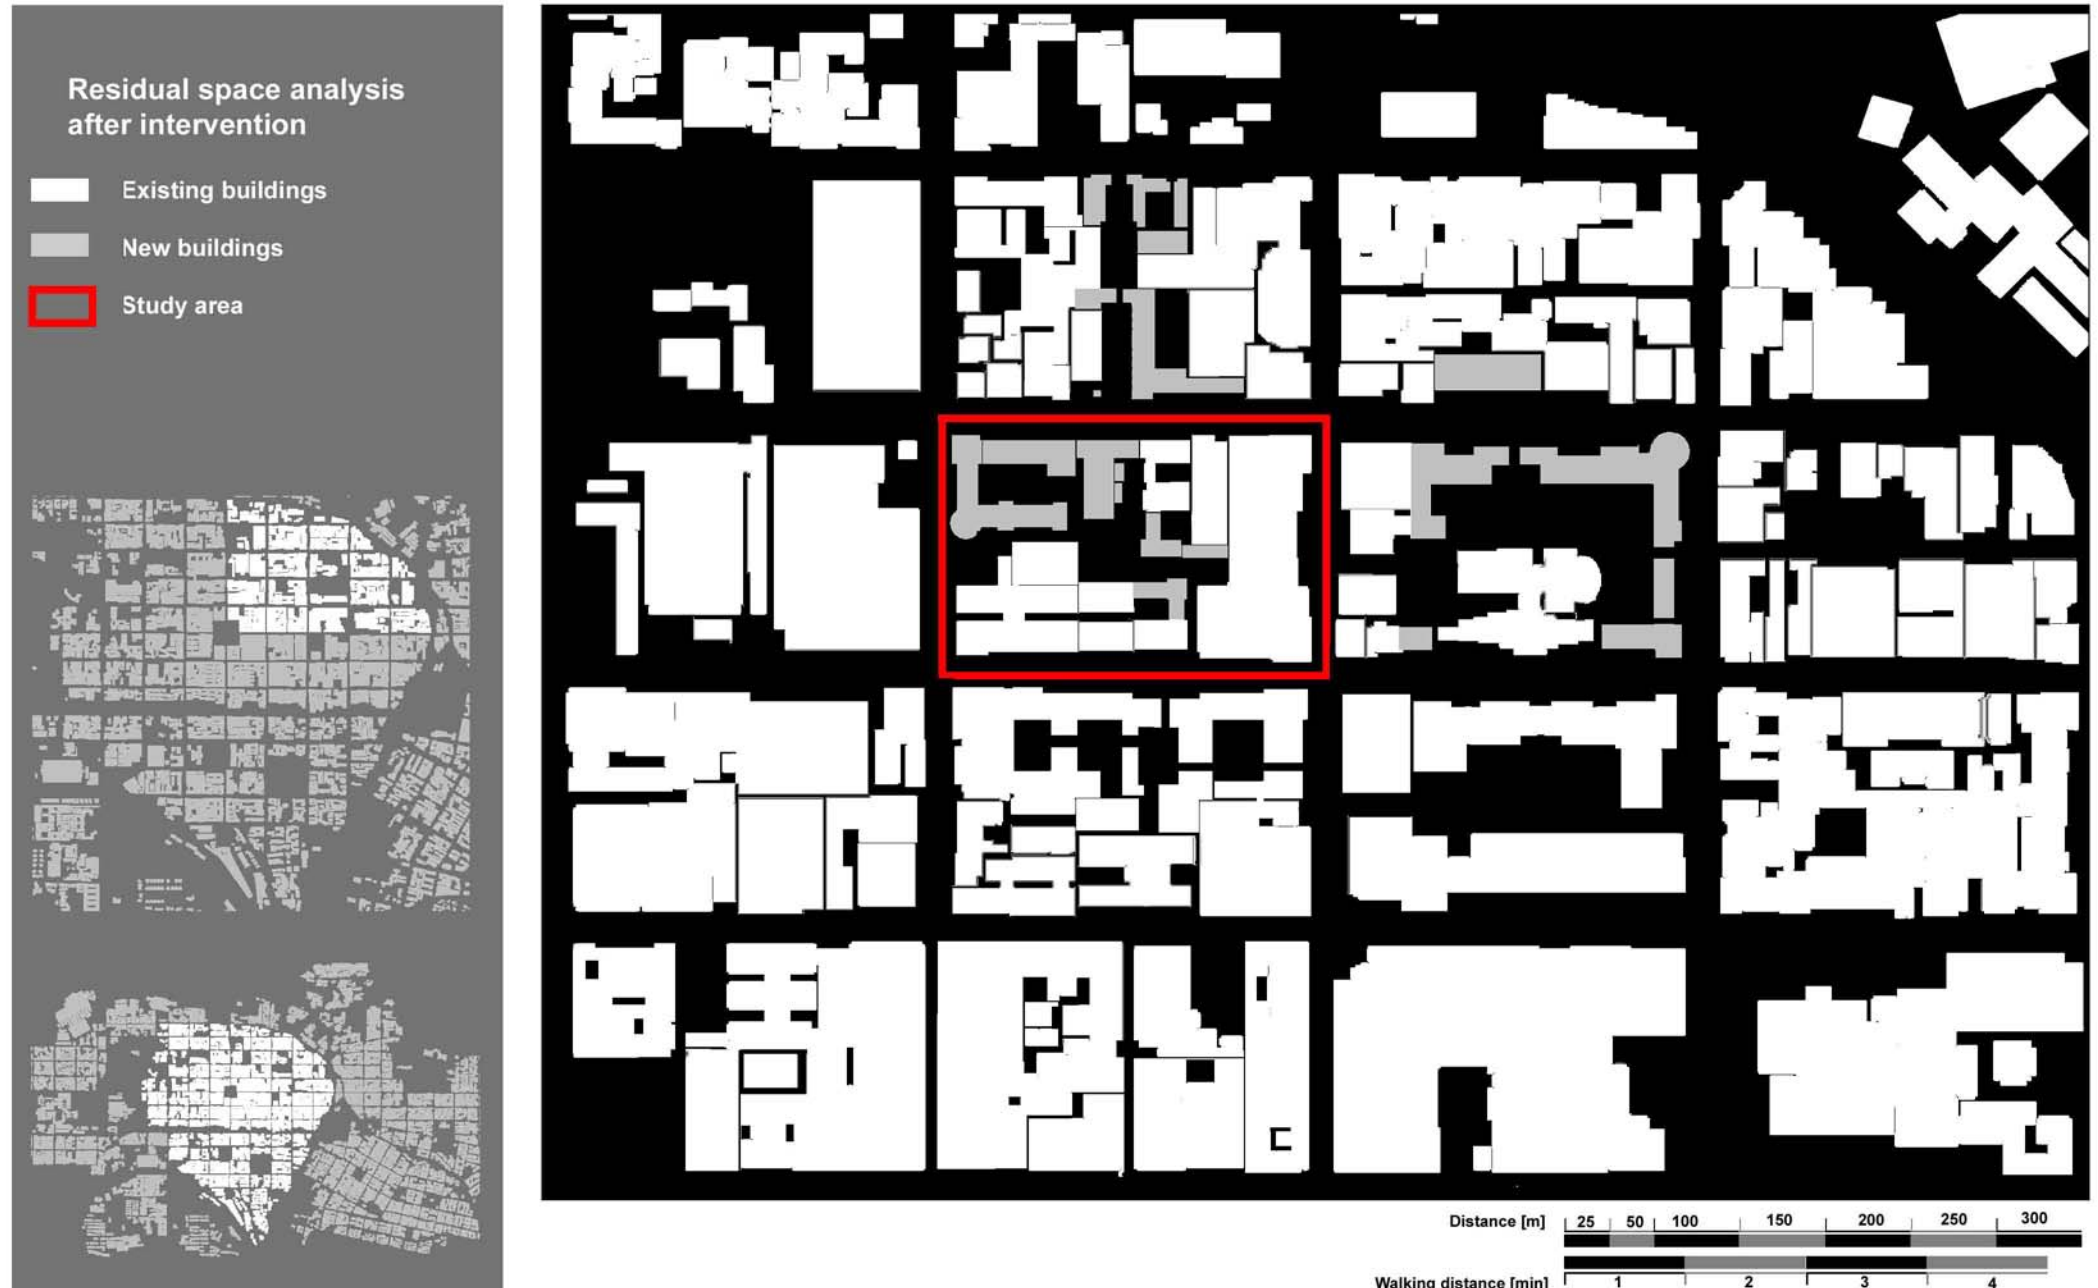 Residual space analysis
after intervention
Existing buildings
New buildings
Study area
Distance [m] 25 50 100 150 200 250 300
Walking distance [min] 1 2 3 4